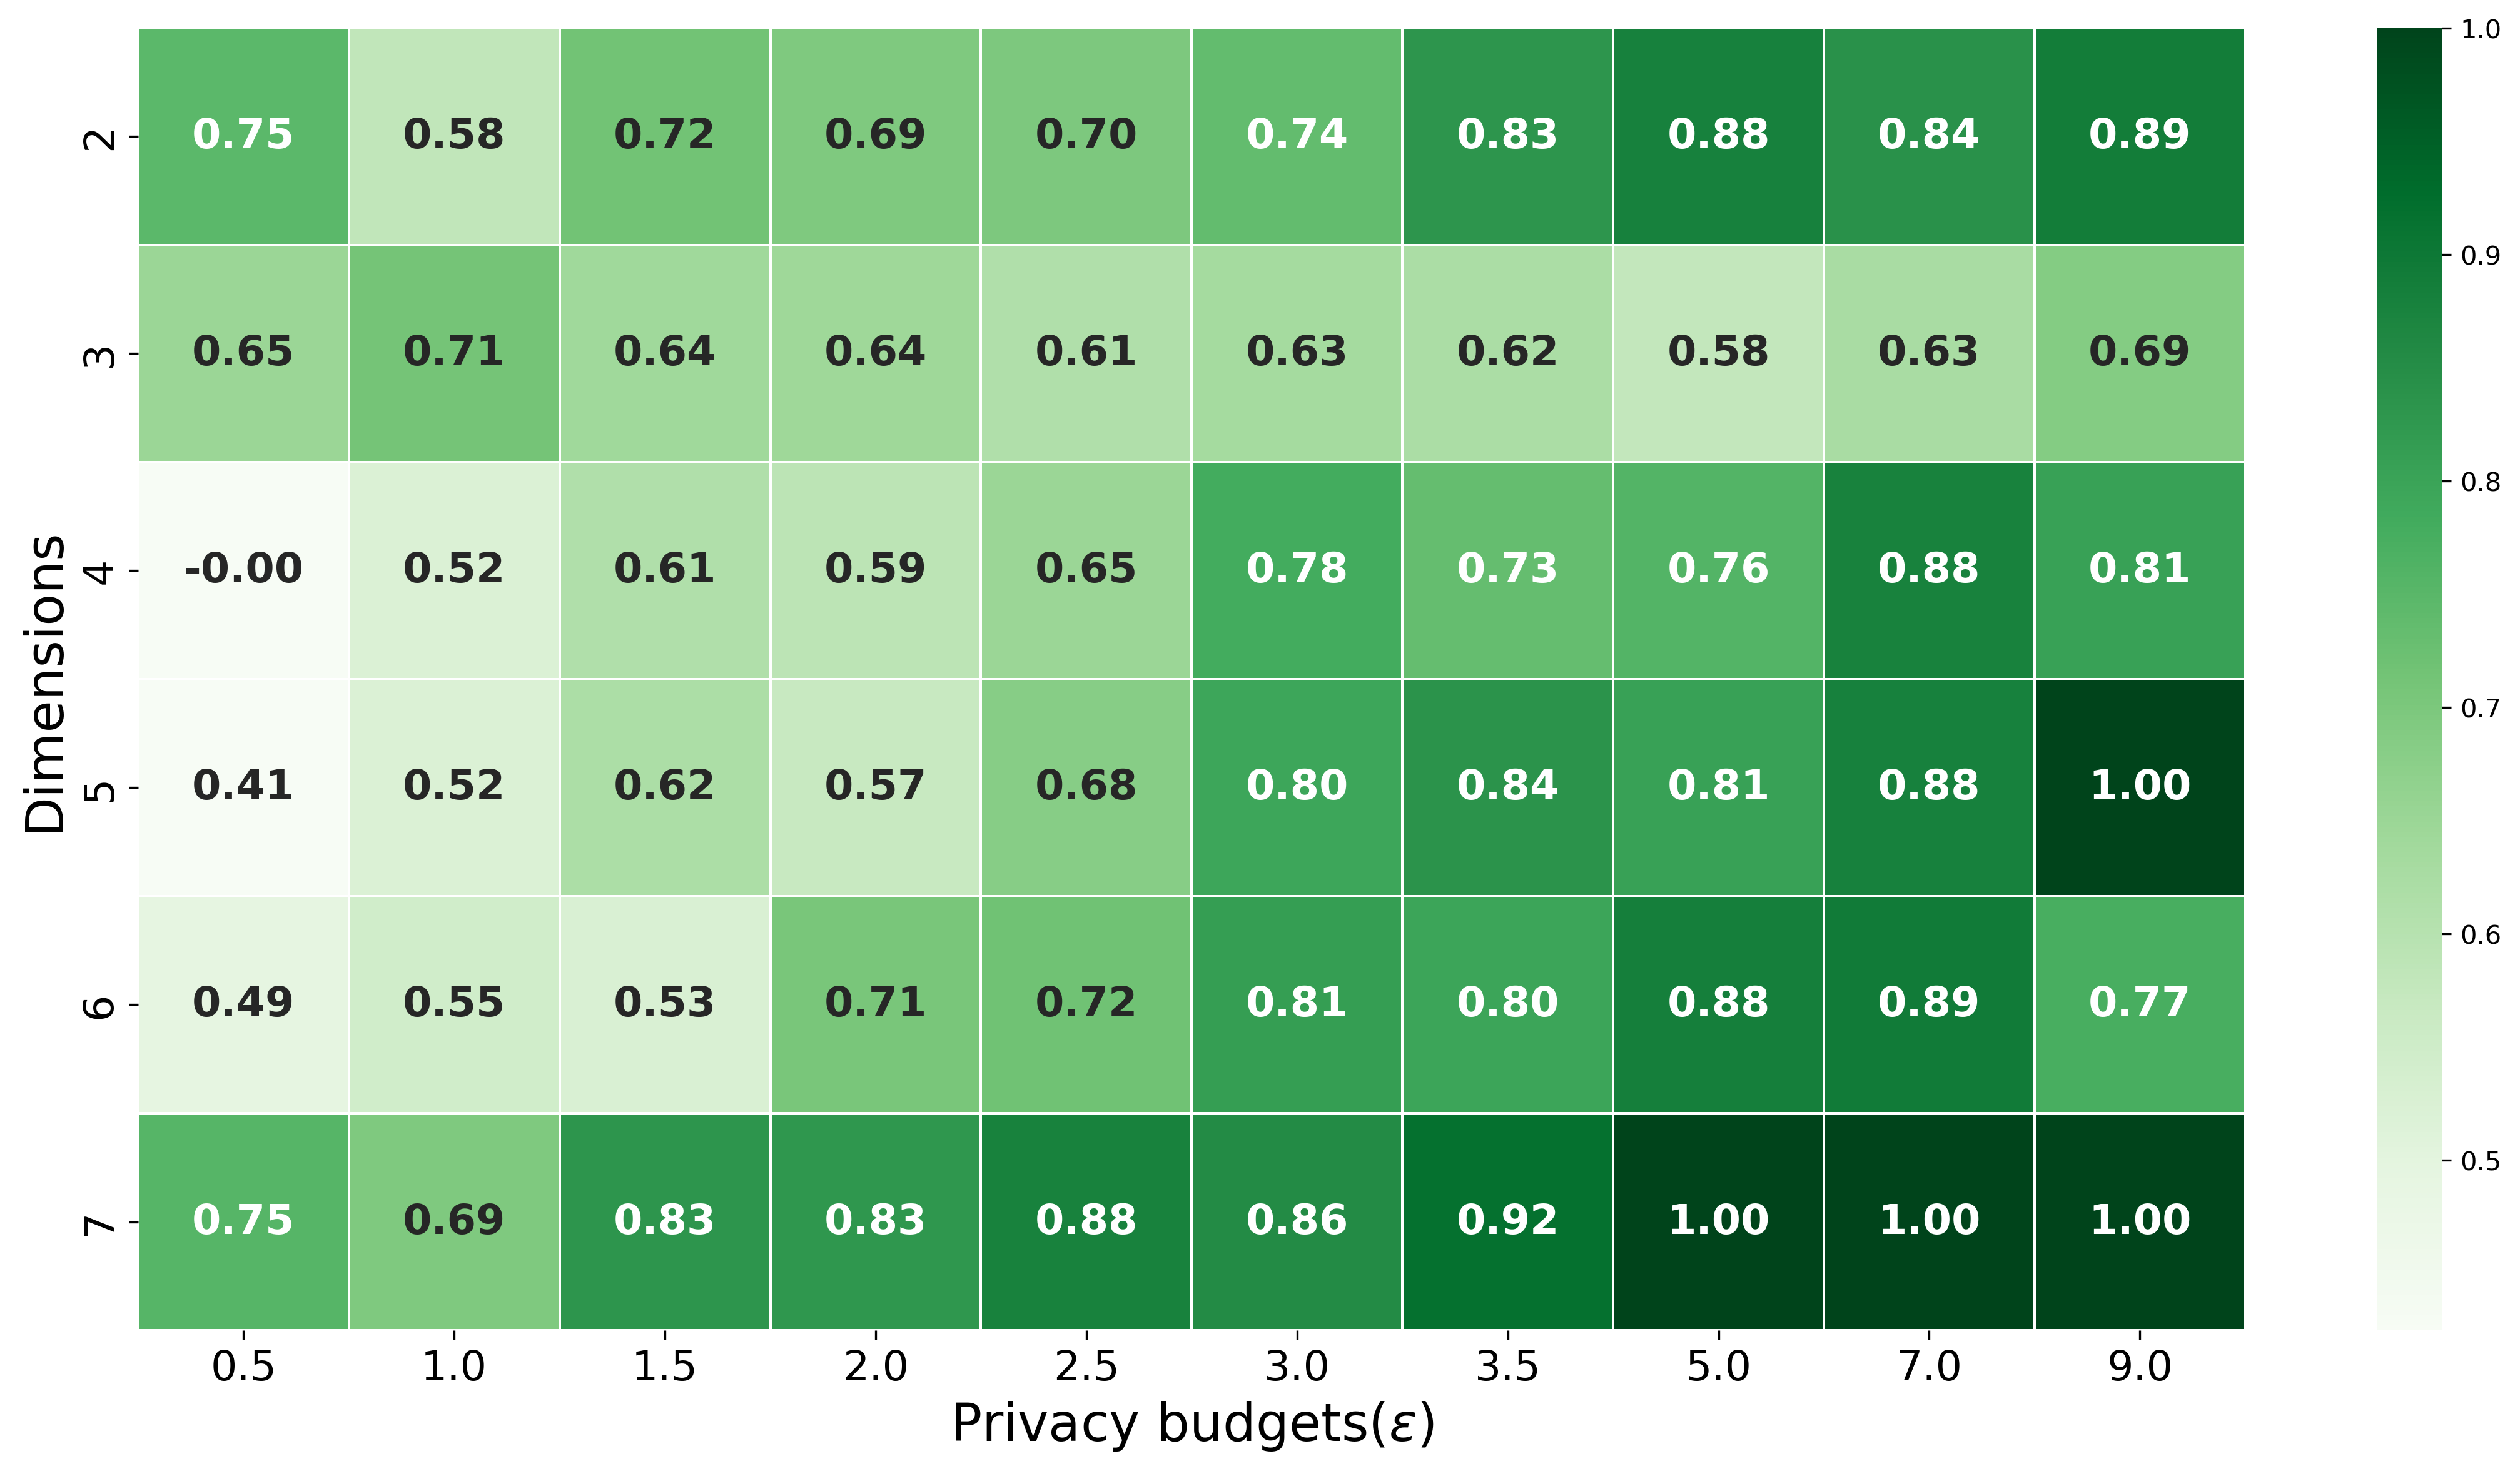 2 0.75 0.58 0.72 0.69 0.70 0.74 0.83 0.88 0.84 0.89
3 0.65 0.71 0.64 0.64 0.61 0.63 0.62 0.58 0.63 0.69
4 -0.00 0.52 0.61 0.59 0.65 0.78 0.73 0.76 0.88 0.81
5 0.41 0.52 0.62 0.57 0.68 0.80 0.84 0.81 0.88 1.00
6 0.49 0.55 0.53 0.71 0.72 0.81 0.80 0.88 0.89 0.77
7 0.75 0.69 0.83 0.83 0.88 0.86 0.92 1.00 1.00 1.00
0.5 1.0 1.5 2.0 2.5 3.0 3.5 5.0 7.0 9.0
Privacy budgets(ε)
Dimensions
1.0
0.9
0.8
0.7
0.6
0.5